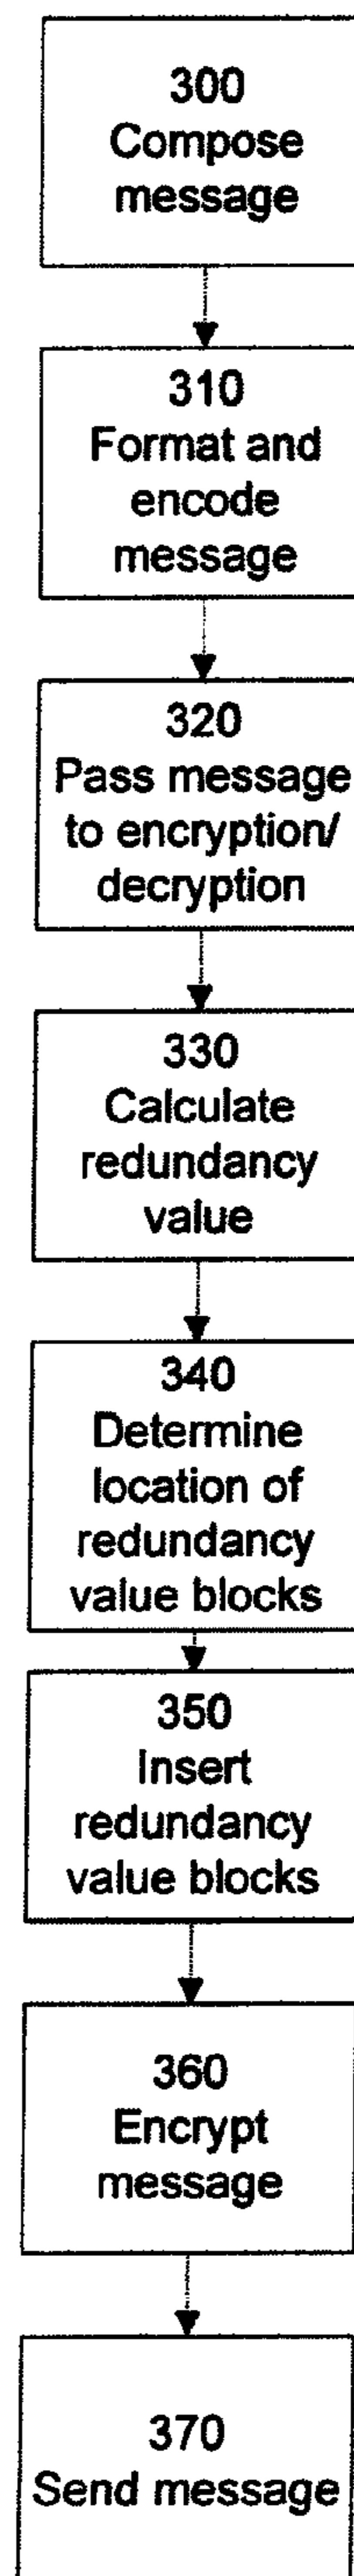 300
Compose
message
310
Format and
encode
message
320
Pass message
to encryption/
decryption
330
Calculate
redundancy
value
340
Determine
location of
redundancy
value blocks
350
Insert
redundancy
value blocks
360
Encrypt
message
370
Send message